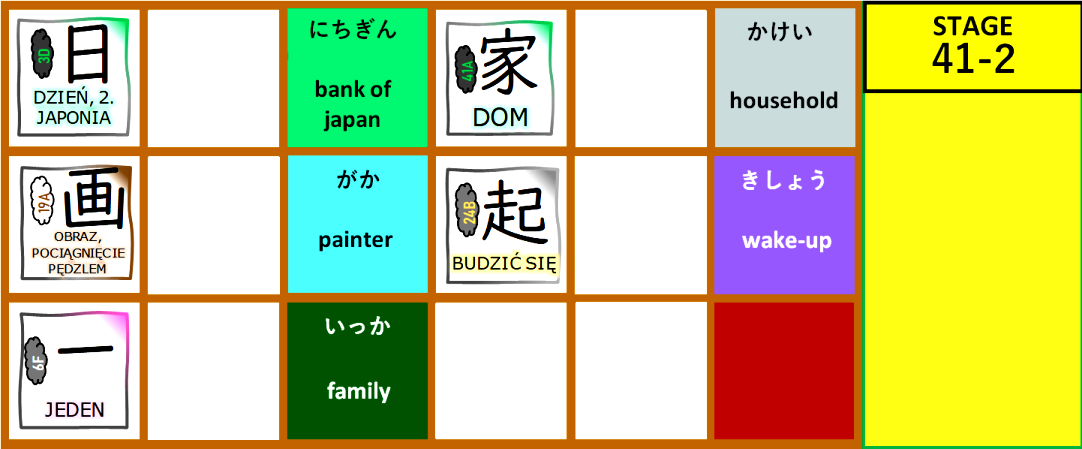 3D
日
DZIEŃ, 2.
JAPONIA
にちぎん
bank of
japan
41A
家
DOM
かけい
household
STAGE
41-2
19A
画
OBRAZ,
POCIĄGNIĘCIE
PĘDZLEM
がか
painter
24B
起
BUDZIĆ SIĘ
きしょう
wake-up
6F
一
JEDEN
いっか
family